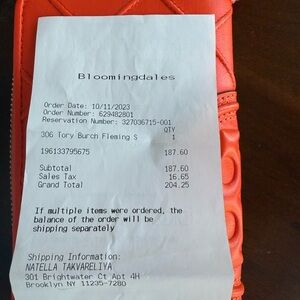 Bloomingdales
Order Date: 10/11/2023
Order Number: 629482801
Reservation Number: 327036715-001
QTY
306 Tory Burch Fleming S 1
196133795675 187.60
Subtotal 187.60
Sales Tax 16.65
Grand Total 204.25
If multiple items were ordered, the
balance of the order will be
shipping separately
Shipping Information:
NATELLA TAKVARELIYA
301 Brightwater Ct Apt 4H
Brooklyn NY 11235-7280